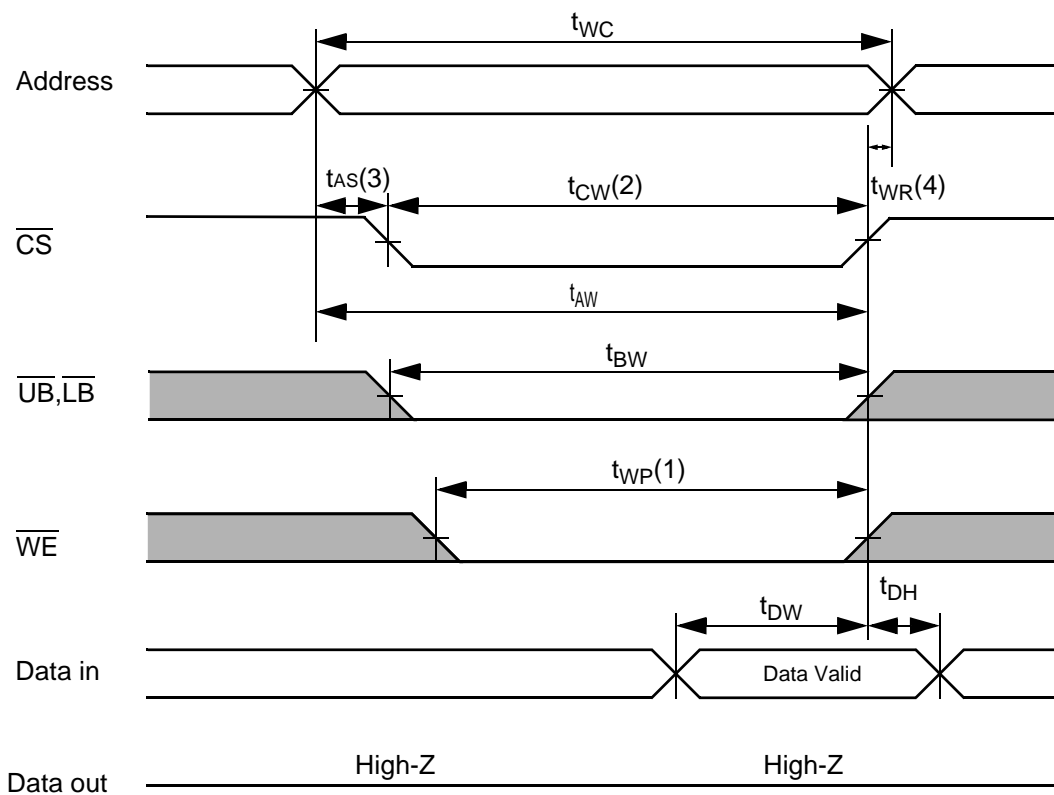 tWC
Address
tAS(3)
tCW(2)
tWR(4)
CS
tAW
tBW
UB,LB
tWP(1)
WE
tDH
tDW
Data in
Data Valid
High-Z
High-Z
Data out